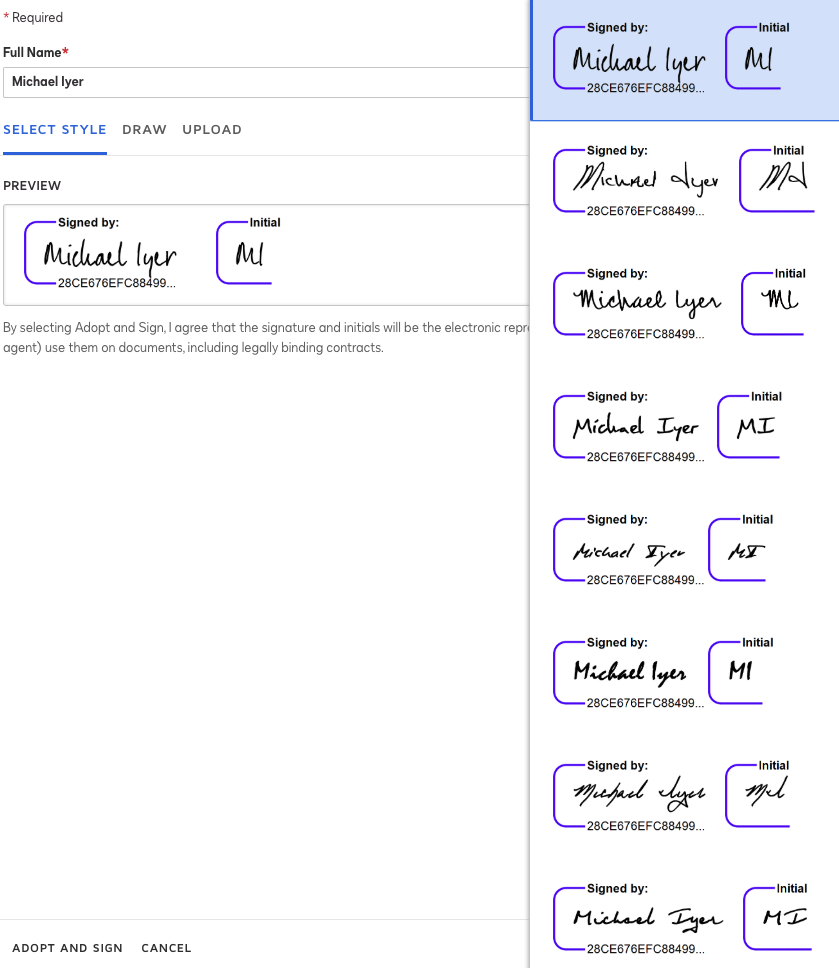 * Required
Full Name*
Michael Iyer
SELECT STYLE DRAW UPLOAD
PREVIEW
Signed by: Initial
Michael Iyer MI
28CE676EFC88499...
By selecting Adopt and Sign, I agree that the signature and initials will be the electronic repr
agent) use them on documents, including legally binding contracts.
ADOPT AND SIGN CANCEL
Signed by: Initial
Michael Iyer MI
28CE676EFC88499...
Signed by: Initial
Michael Iyer MI
28CE676EFC88499...
Signed by: Initial
Michael Iyer MI
28CE676EFC88499...
Signed by: Initial
Michael Iyer MI
28CE676EFC88499...
Signed by: Initial
Michael Iyer MI
28CE676EFC88499...
Signed by: Initial
Michael Iyer MI
28CE676EFC88499...
Signed by: Initial
Michael Iyer MI
28CE676EFC88499...
Signed by: Initial
Michael Iyer MI
28CE676EFC88499...